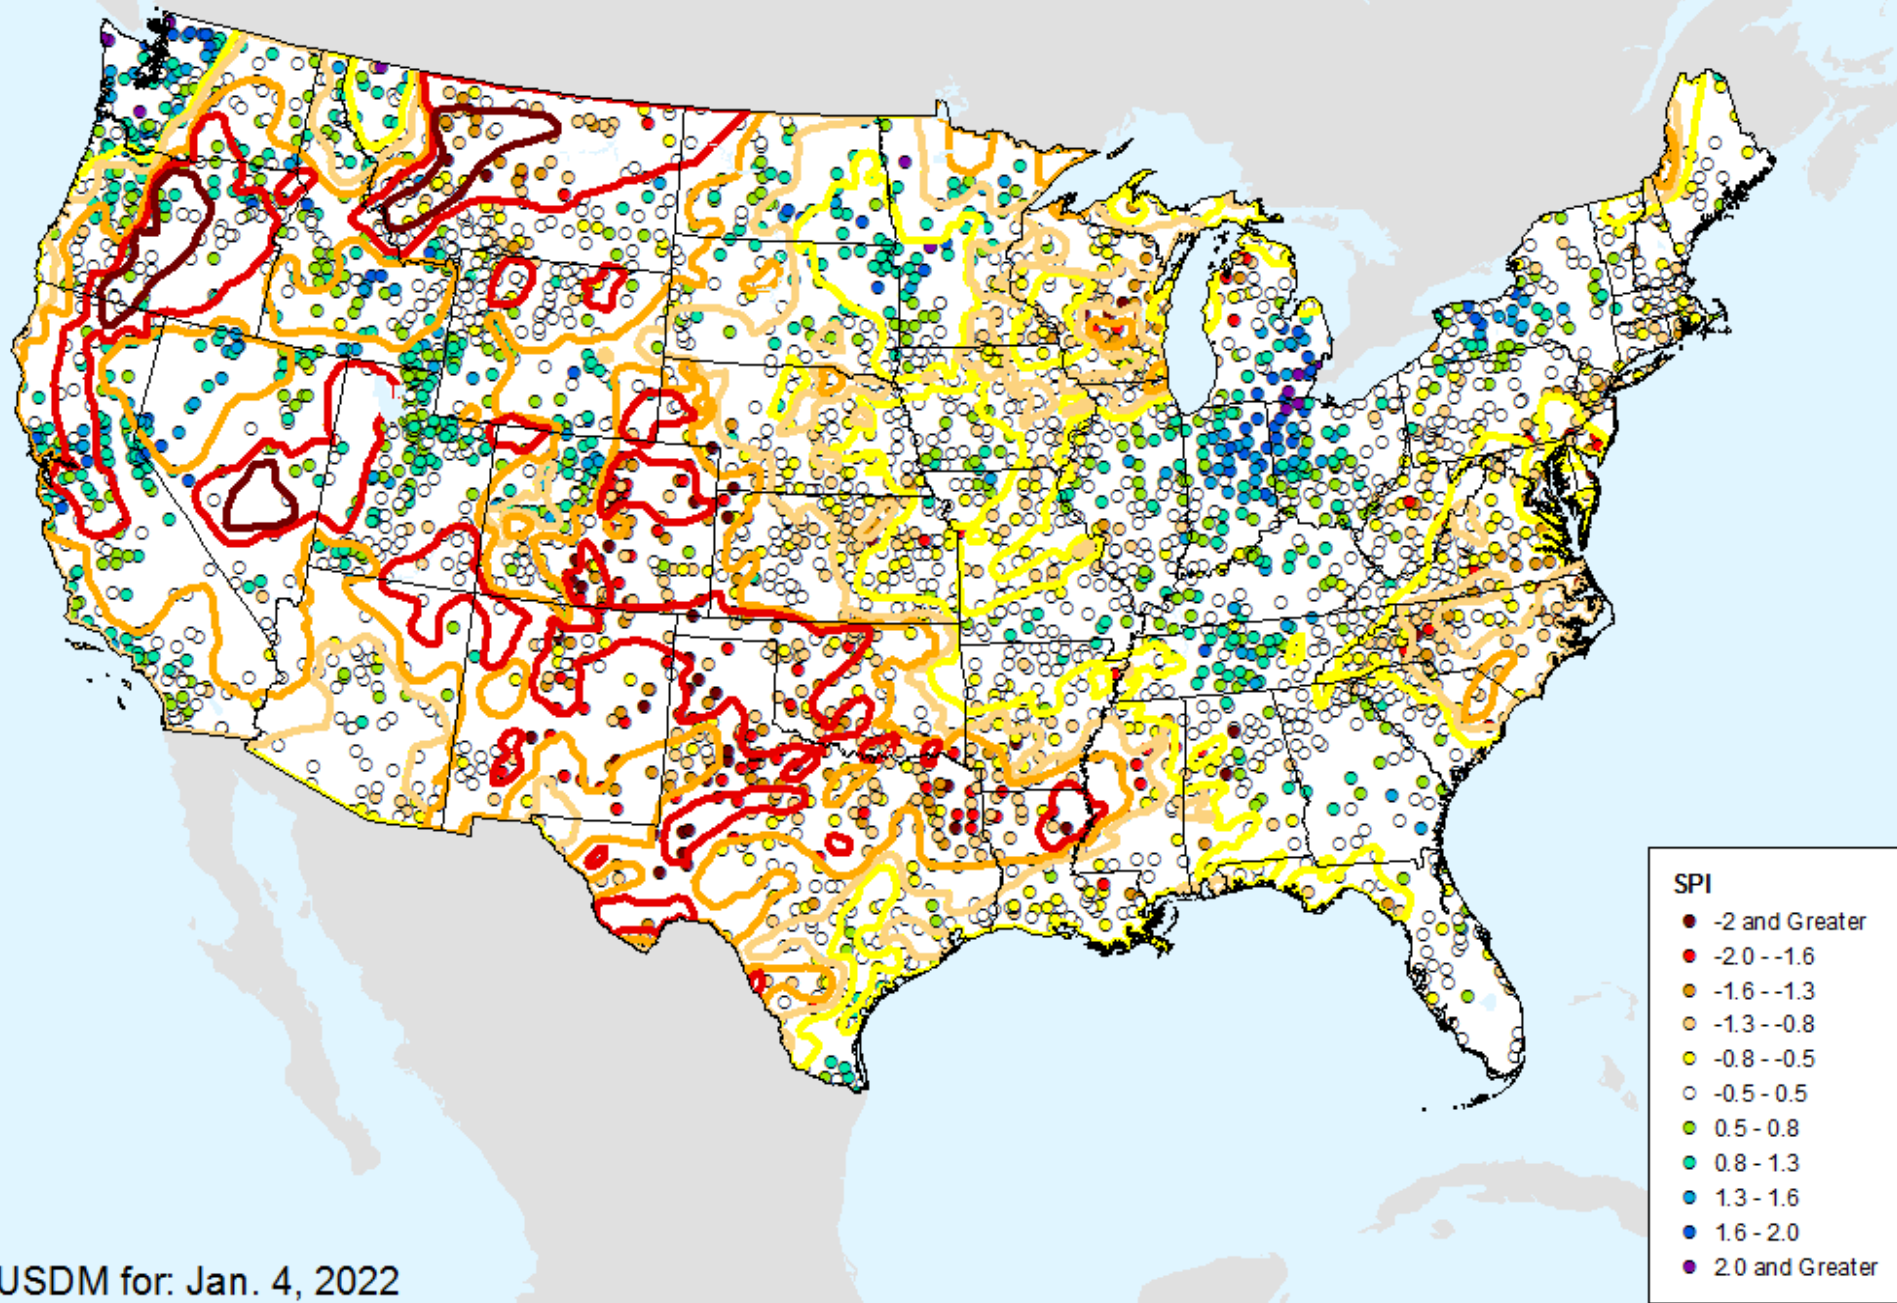 SPI
-2 and Greater
-2.0 - -1.6
-1.6 - -1.3
-1.3 - -0.8
-0.8 - -0.5
-0.5 - 0.5
0.5 - 0.8
0.8 - 1.3
1.3 - 1.6
1.6 - 2.0
2.0 and Greater
USDM for: Jan. 4, 2022